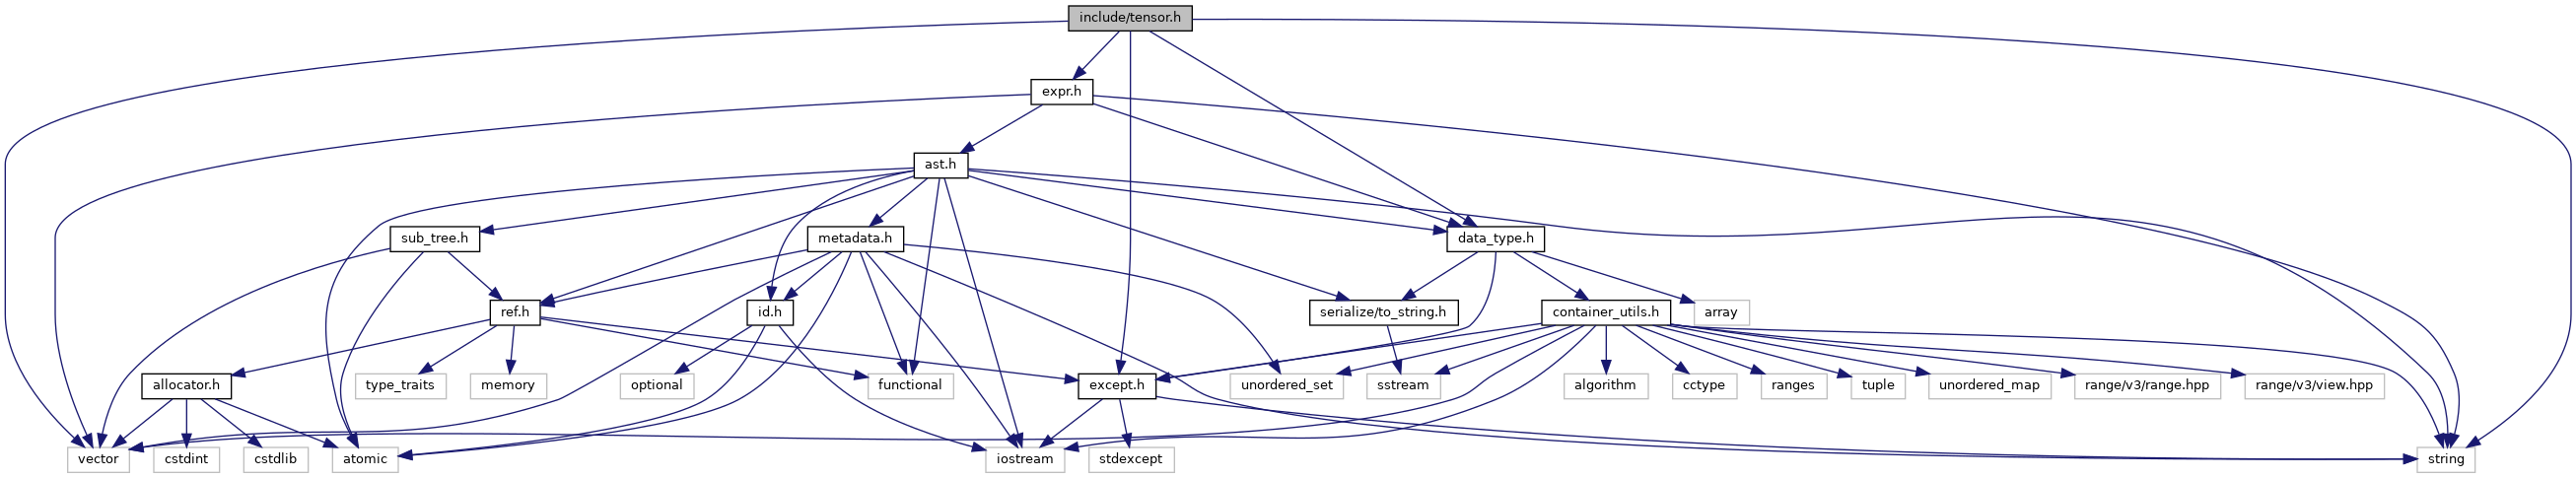 include/tensor.h
expr.h
ast.h
sub_tree.h
metadata.h
data_type.h
ref.h
id.h
serialize/to_string.h
container_utils.h
array
allocator.h
type_traits
memory
optional
functional
except.h
unordered_set
sstream
algorithm
cctype
ranges
tuple
unordered_map
range/v3/range.hpp
range/v3/view.hpp
vector
cstdint
cstdlib
atomic
iostream
stdexcept
string